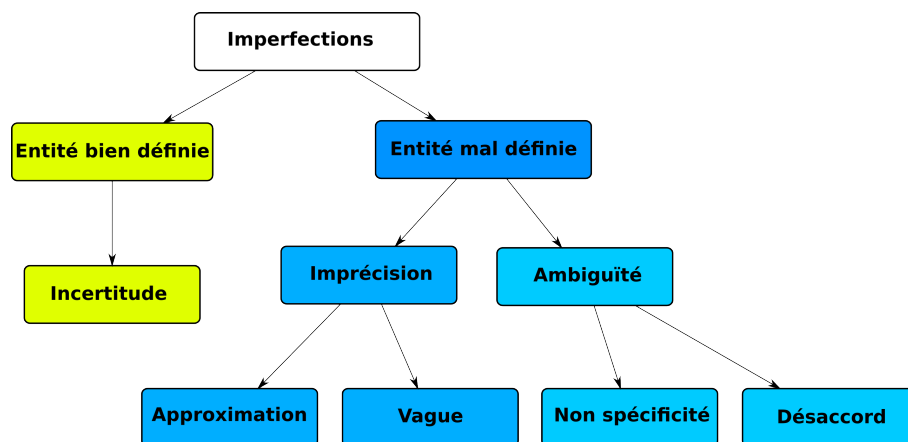 Imperfections
Entité bien définie
Entité mal définie
Incertitude
Imprécision
Ambiguïté
Approximation
Vague
Non spécificité
Désaccord